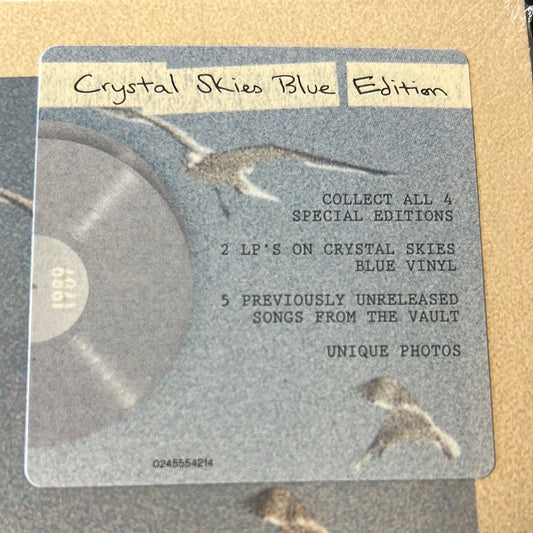 Crystal Skies Blue Edition
COLLECT ALL 4
SPECIAL EDITIONS
2 LP'S ON CRYSTAL SKIES
BLUE VINYL
5 PREVIOUSLY UNRELEASED
SONGS FROM THE VAULT
UNIQUE PHOTOS
0245554214